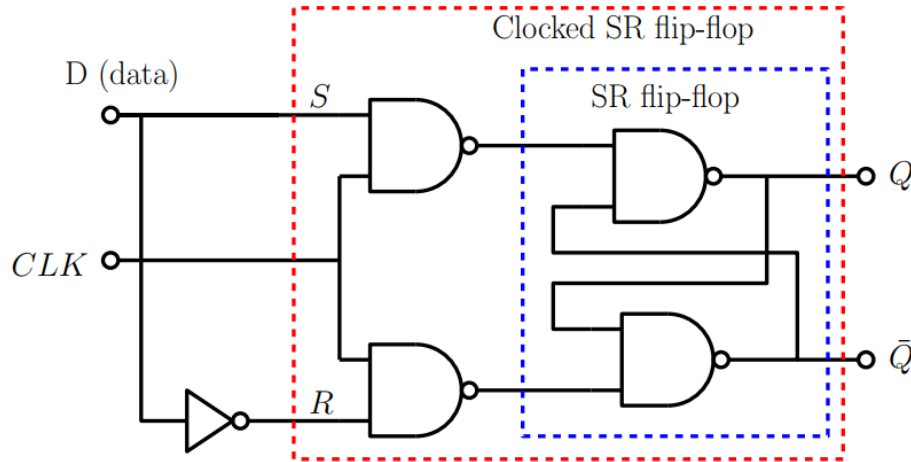 Clocked SR flip-flop
D (data)
SR flip-flop
S
Q
CLK
Q̄
R